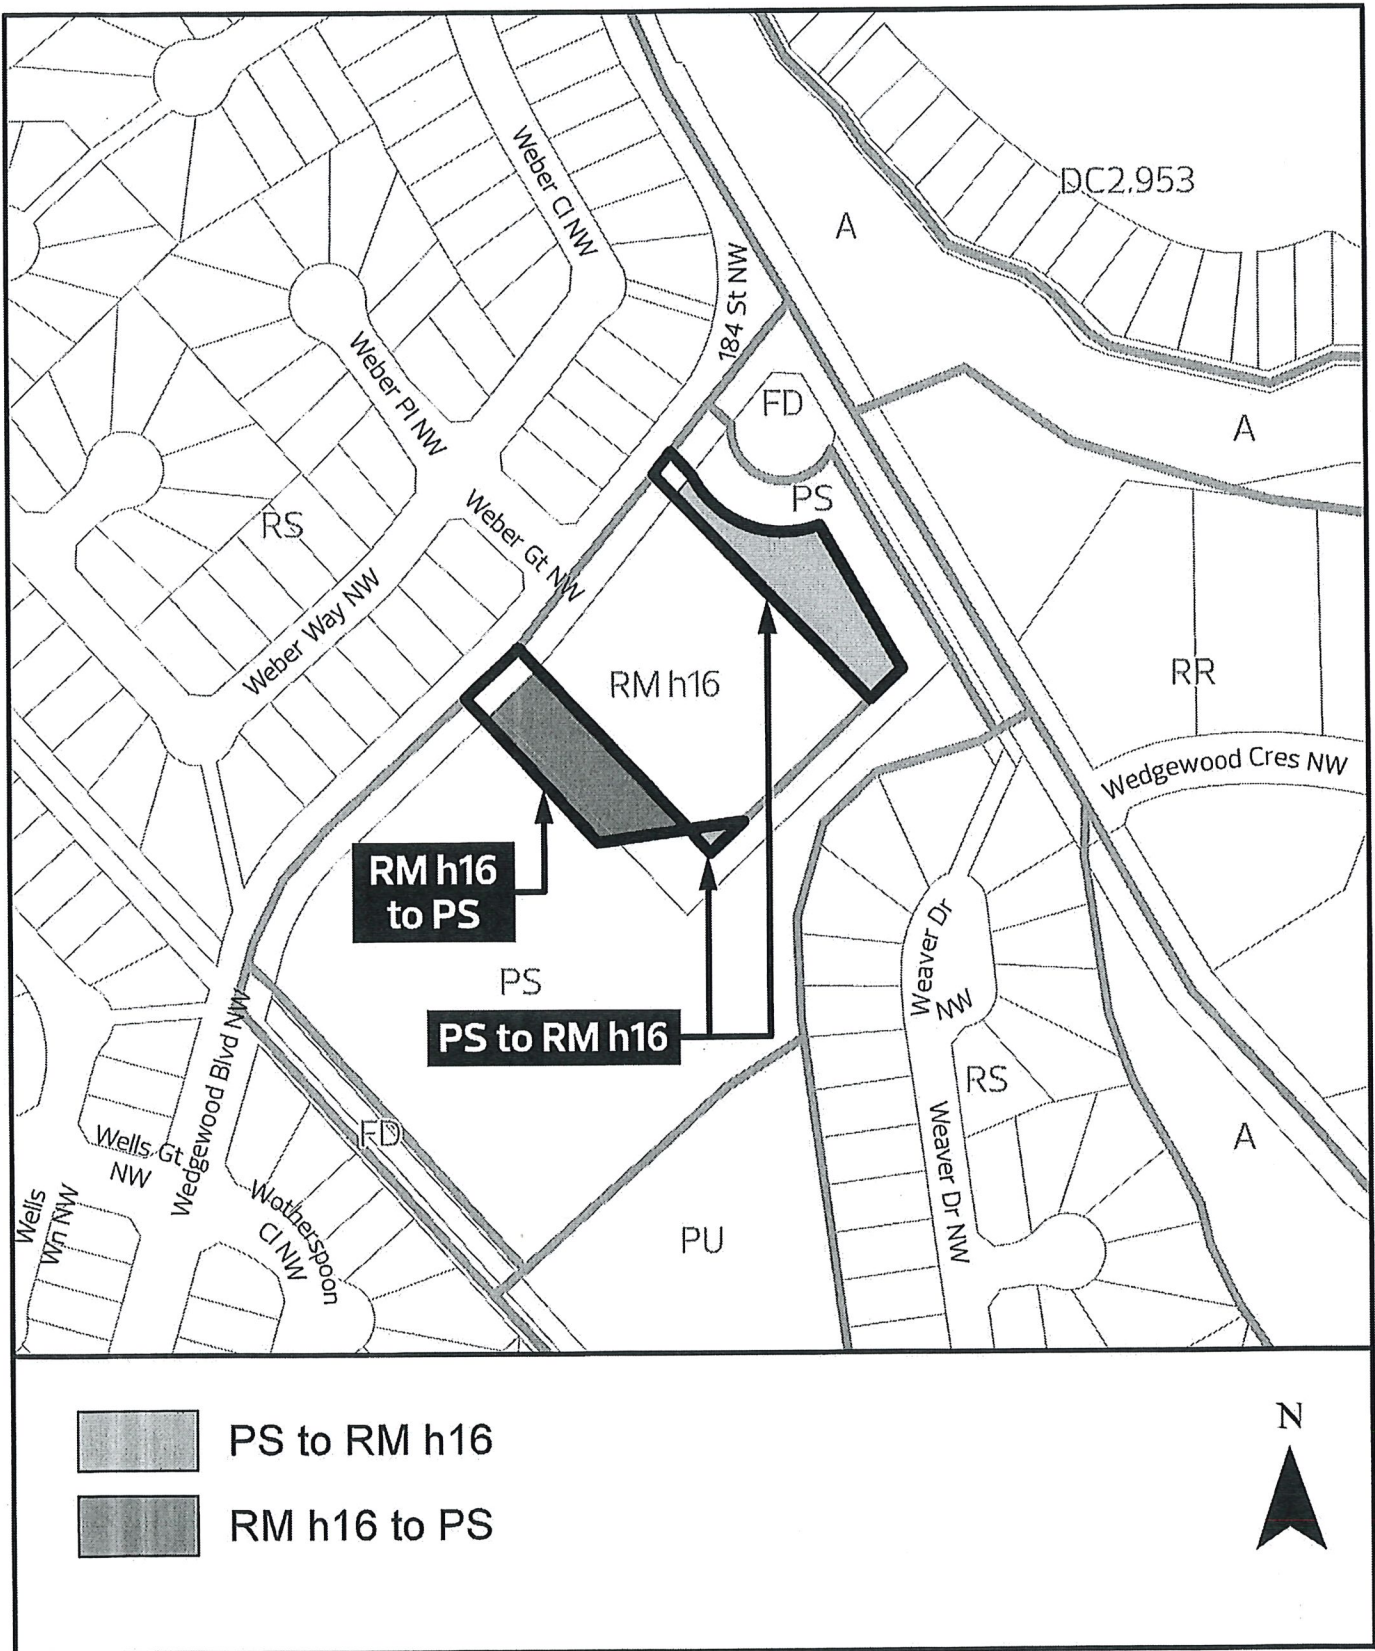 DC2.953
Weber Cl NW
A
184 St NW
Weber Pl NW
FD
A
PS
RS
Weber Gt NW
Weber Way NW
RM h16
RR
Wedgewood Cres NW
RM h16
to PS
Weaver Dr
NW
PS
PS to RM h16
Wedgewood Blvd NW
RS
FD
Weaver Dr NW
A
Wells Gt
NW
Wells
Wn NW
Wotherspoon
Cl NW
PU
PS to RM h16
RM h16 to PS
N